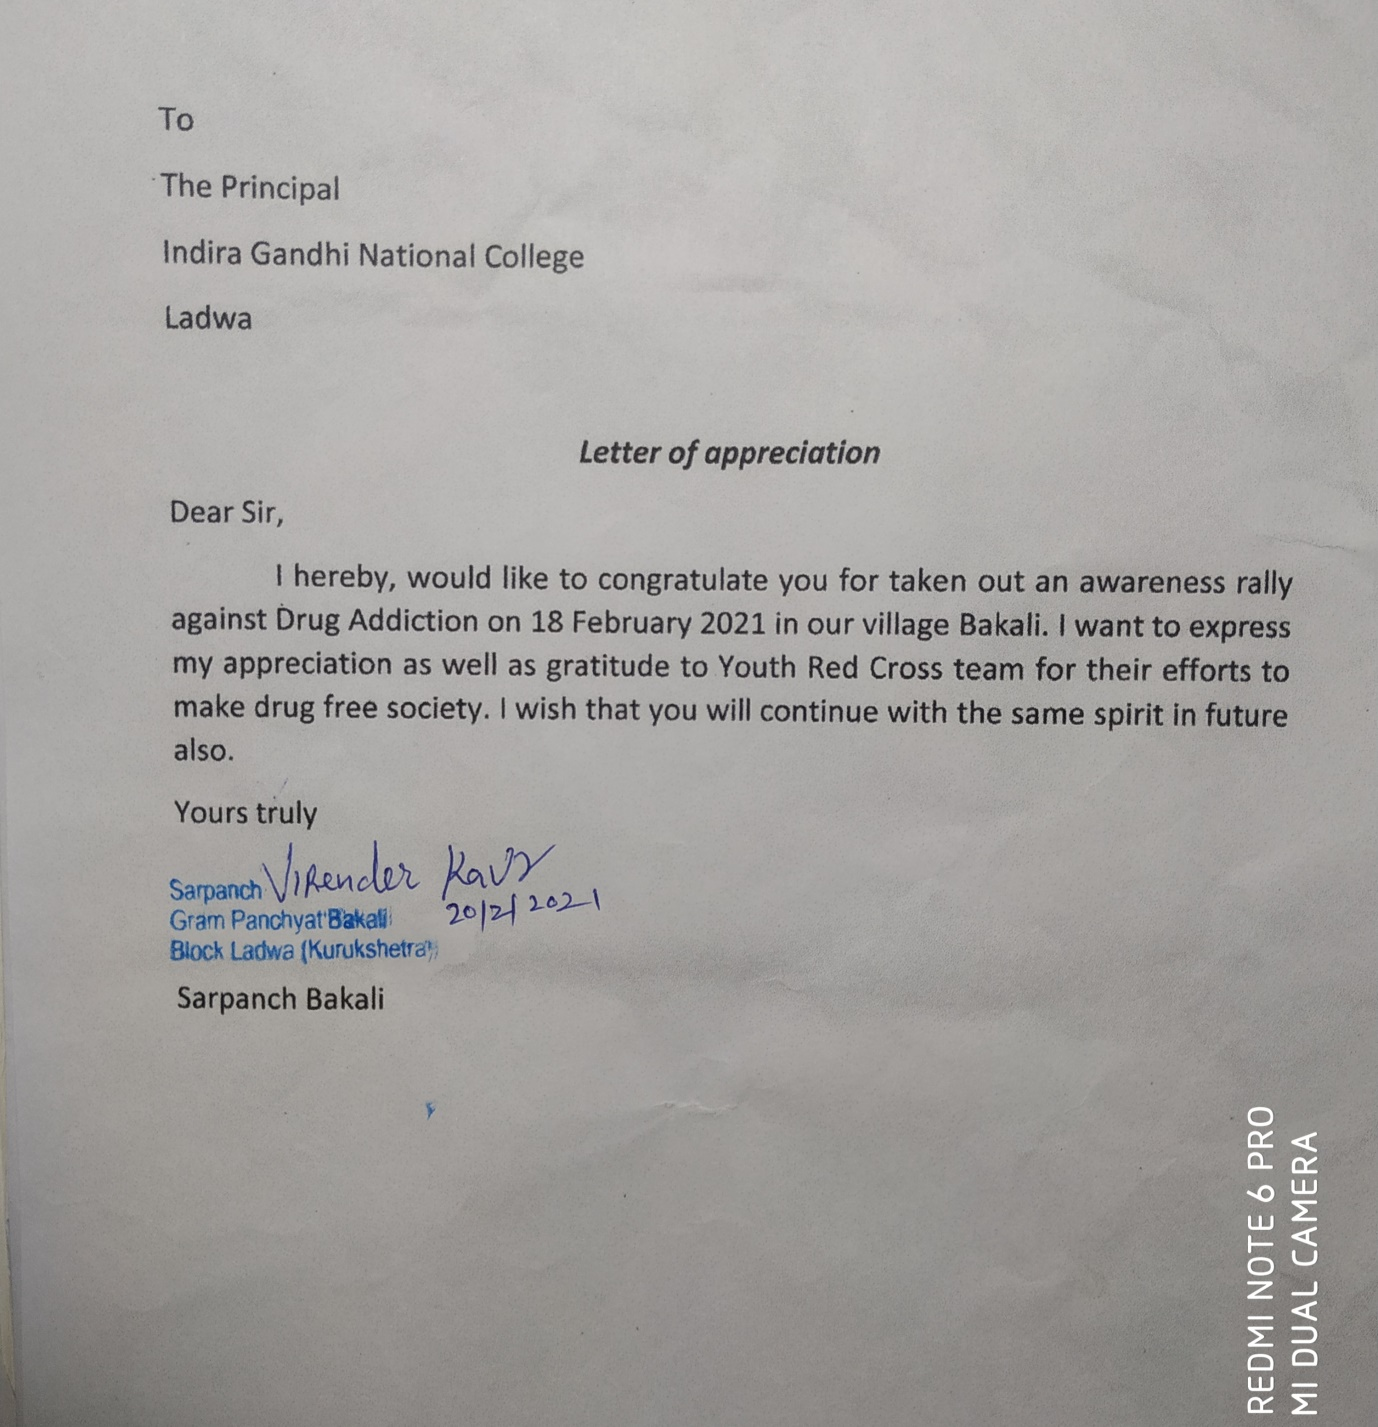 To
The Principal
Indira Gandhi National College
Ladwa
Letter of appreciation
Dear Sir,
I hereby, would like to congratulate you for taken out an awareness rally
against Drug Addiction on 18 February 2021 in our village Bakali. I want to express
my appreciation as well as gratitude to Youth Red Cross team for their efforts to
make drug free society. I wish that you will continue with the same spirit in future
also.
Yours truly
Virender
20/2/2021
Sarpanch
Gram Panchyat Bakali
Block Ladwa (Kurukshetra)
Sarpanch Bakali
REDMI NOTE 6 PRO
MI DUAL CAMERA